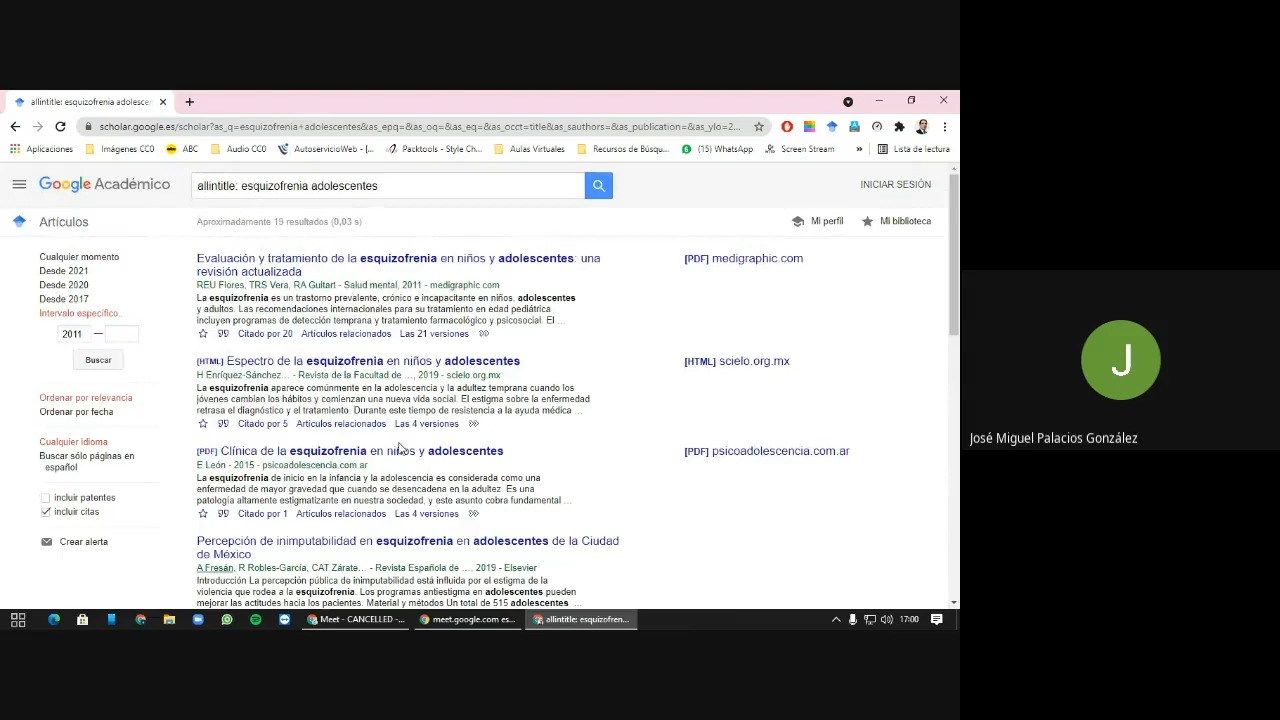 allintitle: esquizofrenia adolescen
scholar.google.es/scholar?as_q=esquizofrenia+adolescentes&as_epq=&as_oq=&as_eq=&as_occt=title&as_sauthors=&as_publication=&as_ylo=2...
Aplicaciones
Imágenes CC0
ABC
Audio CC0
AutoservicioWeb - [...
Packtools - Style Ch...
Aulas Virtuales
Recursos de Búsqu...
(15) WhatsApp
Screen Stream
»
Lista de lectura
Google Académico
allintitle: esquizofrenia adolescentes
INICIAR SESIÓN
Artículos
Aproximadamente 19 resultados (0,03 s)
Mi perfil
Mi biblioteca
Cualquier momento
Desde 2021
Desde 2020
Desde 2017
Intervalo específico..
2011 —
Buscar
Ordenar por relevancia
Ordenar por fecha
Cualquier idioma
Buscar sólo páginas en
español
incluir patentes
incluir citas
Crear alerta
Evaluación y tratamiento de la esquizofrenia en niños y adolescentes: una
revisión actualizada
REU Flores, TRS Vera, RA Guitart - Salud mental, 2011 - medigraphic.com
La esquizofrenia es un trastorno prevalente, crónico e incapacitante en niños, adolescentes
y adultos. Las recomendaciones internacionales para su tratamiento en edad pediátrica
incluyen programas de detección temprana y tratamiento farmacológico y psicosocial. El ...
Citado por 20 Artículos relacionados Las 21 versiones
[PDF] medigraphic.com
[HTML] Espectro de la esquizofrenia en niños y adolescentes
H Enríquez-Sánchez... - Revista de la Facultad de ..., 2019 - scielo.org.mx
La esquizofrenia aparece comúnmente en la adolescencia y la adultez temprana cuando los
jóvenes cambian los hábitos y comienzan una nueva vida social. El estigma sobre la enfermedad
retrasa el diagnóstico y el tratamiento. Durante este tiempo de resistencia a la ayuda médica ...
Citado por 5 Artículos relacionados Las 4 versiones
[HTML] scielo.org.mx
[PDF] Clínica de la esquizofrenia en niños y adolescentes
E León - 2015 - psicoadolescencia.com.ar
La esquizofrenia de inicio en la infancia y la adolescencia es considerada como una
enfermedad de mayor gravedad que cuando se desencadena en la adultez. Es una
patología altamente estigmatizante en nuestra sociedad, y este asunto cobra fundamental ...
Citado por 1 Artículos relacionados Las 4 versiones
[PDF] psicoadolescencia.com.ar
Percepción de inimputabilidad en esquizofrenia en adolescentes de la Ciudad
de México
A Fresán, R Robles-García, CAT Zárate... - Revista Española de ..., 2019 - Elsevier
Introducción La percepción pública de inimputabilidad está influida por el estigma de la
violencia que rodea a la esquizofrenia. Los programas antiestigma en adolescentes pueden
mejorar las actitudes hacia los pacientes. Material y métodos Un total de 515 adolescentes ...
Meet - CANCELLED -...
meet.google.com es...
allintitle: esquizofren...
17:00
J
José Miguel Palacios González